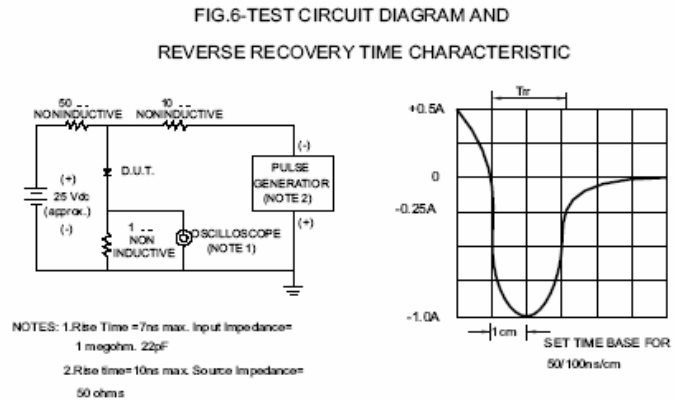 FIG.6-TEST CIRCUIT DIAGRAM AND
REVERSE RECOVERY TIME CHARACTERISTIC
50 --
NONINDUCTIVE
10 --
NONINDUCTIVE
(+)
25 Vdc
(approx.)
(-)
D.U.T.
1 --
NON
INDUCTIVE
OSCILLOSCOPE
(NOTE 1)
(-)
PULSE
GENERATIOR
(NOTE 2)
(+)
NOTES: 1.Rise Time =7ns max. Input Impedance=
1 megohm. 22pF
2.Rise time=10ns max. Source Impedance=
50 ohms
Trr
+0.5A
0
-0.25A
-1.0A
1cm
SET TIME BASE FOR
50/100ns/cm